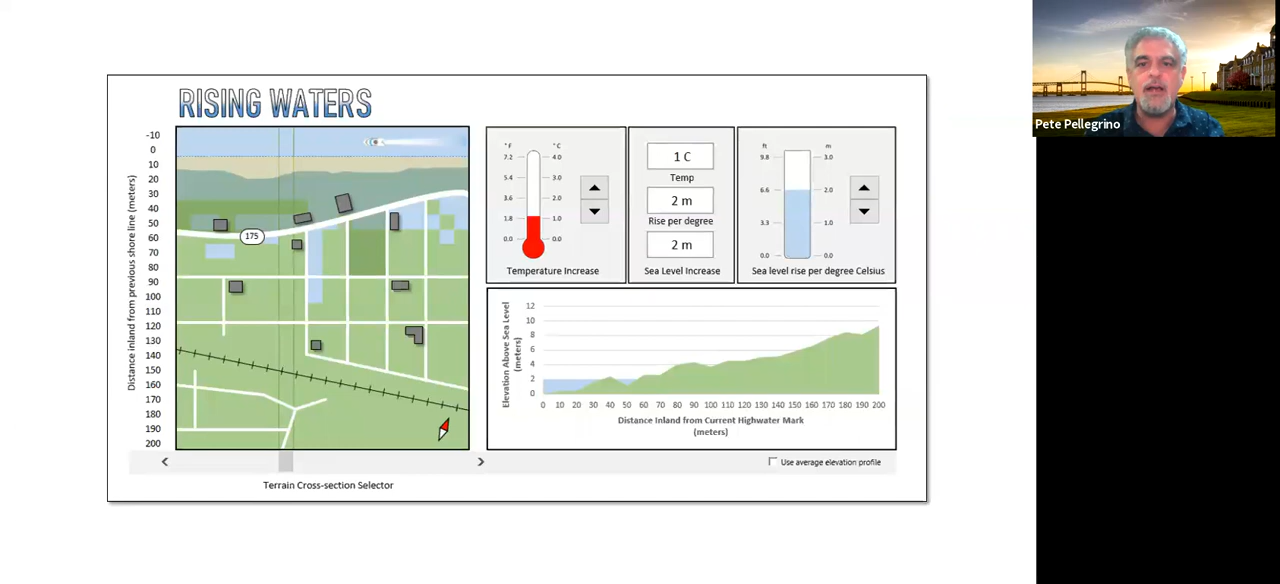 RISING WATERS
Pete Pellegrino
Distance inland from previous shore line (meters)
-10
0
10
20
30
40
50
60
70
80
90
100
110
120
130
140
150
160
170
180
190
200
175
°F °C
7.2 4.0
5.4 3.0
3.6 2.0
1.8 1.0
0.0 0.0
Temperature Increase
1 C
Temp
2 m
Rise per degree
2 m
Sea Level Increase
ft m
9.8 3.0
6.6 2.0
3.3 1.0
0.0 0.0
Sea level rise per degree Celsius
Elevation Above Sea Level
(meters)
12
10
8
6
4
2
0
0 10 20 30 40 50 60 70 80 90 100 110 120 130 140 150 160 170 180 190 200
Distance Inland from Current Highwater Mark
(meters)
Use average elevation profile
Terrain Cross-section Selector